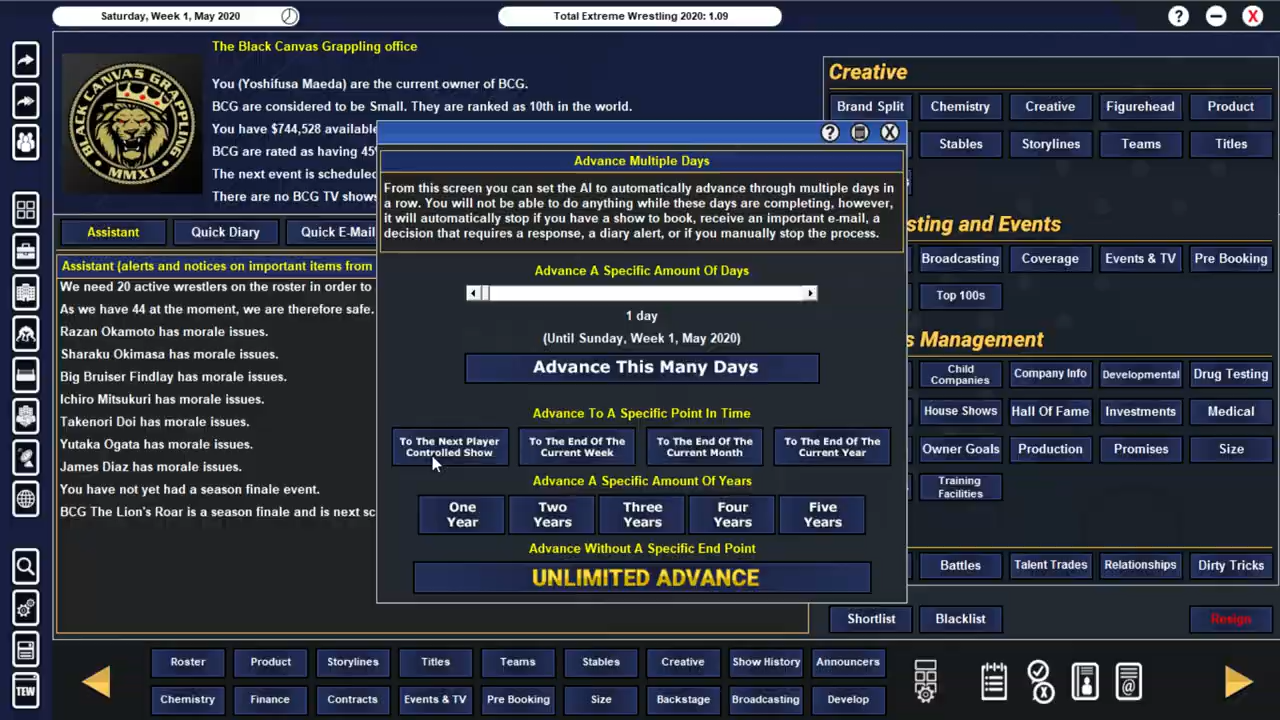 Saturday, Week 1, May 2020
Total Extreme Wrestling 2020: 1.09
?
X
The Black Canvas Grappling office
BLACK CANVAS GRAPPLING
MMXI
You (Yoshifusa Maeda) are the current owner of BCG.
BCG are considered to be Small. They are ranked as 10th in the world.
You have $744,528 available
BCG are rated as having 45
The next event is scheduled
There are no BCG TV shows
Assistant
Quick Diary
Quick E-Mail
Assistant (alerts and notices on important items from
We need 20 active wrestlers on the roster in order to
As we have 44 at the moment, we are therefore safe.
Razan Okamoto has morale issues.
Sharaku Okimasa has morale issues.
Big Bruiser Findlay has morale issues.
Ichiro Mitsukuri has morale issues.
Takenori Doi has morale issues.
Yutaka Ogata has morale issues.
James Diaz has morale issues.
You have not yet had a season finale event.
BCG The Lion's Roar is a season finale and is next sc
?
X
Advance Multiple Days
From this screen you can set the AI to automatically advance through multiple days in
a row. You will not be able to do anything while these days are completing, however,
it will automatically stop if you have a show to book, receive an important e-mail, a
decision that requires a response, a diary alert, or if you manually stop the process.
Advance A Specific Amount Of Days
1 day
(Until Sunday, Week 1, May 2020)
Advance This Many Days
Advance To A Specific Point In Time
To The Next Player
Controlled Show
To The End Of The
Current Week
To The End Of The
Current Month
To The End Of The
Current Year
Advance A Specific Amount Of Years
One
Year
Two
Years
Three
Years
Four
Years
Five
Years
Advance Without A Specific End Point
UNLIMITED ADVANCE
Creative
Brand Split
Chemistry
Creative
Figurehead
Product
Stables
Storylines
Teams
Titles
sting and Events
Broadcasting
Coverage
Events & TV
Pre Booking
Top 100s
s Management
Child
Companies
Company Info
Developmental
Drug Testing
House Shows
Hall Of Fame
Investments
Medical
Owner Goals
Production
Promises
Size
Training
Facilities
Battles
Talent Trades
Relationships
Dirty Tricks
Shortlist
Blacklist
Resign
TEW
Roster
Product
Storylines
Titles
Teams
Stables
Creative
Show History
Announcers
Chemistry
Finance
Contracts
Events & TV
Pre Booking
Size
Backstage
Broadcasting
Develop